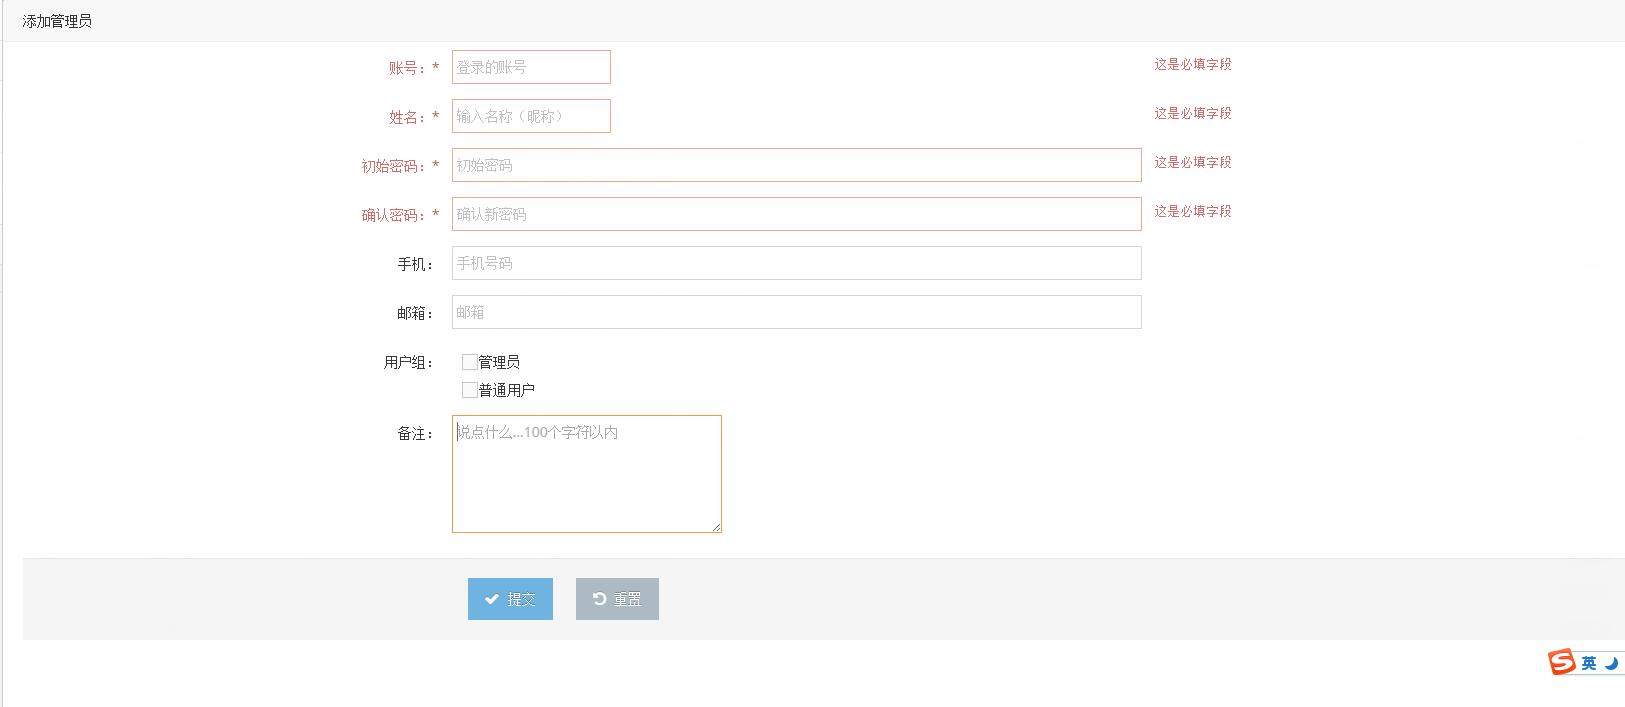 添加管理员
账号：* 登录的账号 这是必填字段
姓名：* 输入名称（昵称） 这是必填字段
初始密码：* 初始密码 这是必填字段
确认密码：* 确认新密码 这是必填字段
手机： 手机号码
邮箱： 邮箱
用户组： 管理员
普通用户
备注： 说点什么...100个字符以内
提交 重置
S 英